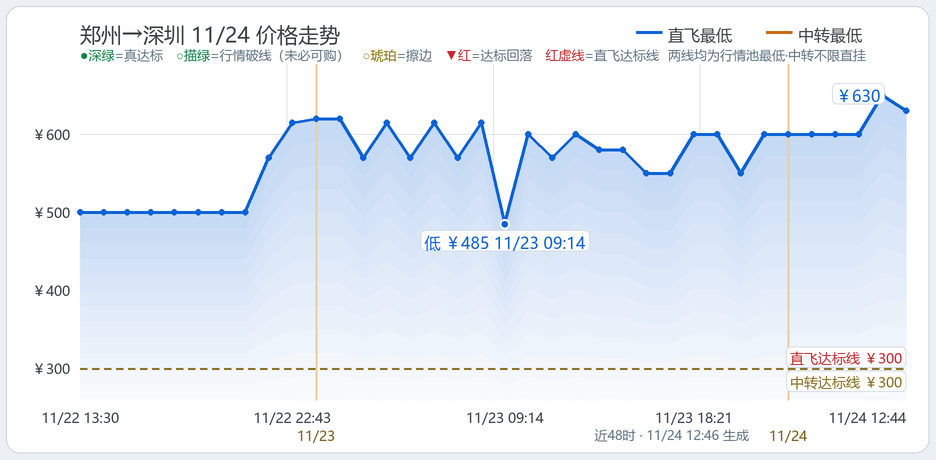 郑州→深圳 11/24 价格走势
直飞最低
中转最低
●深绿=真达标 ○描绿=行情破线（未必可购） ○琥珀=擦边 ▼红=达标回落 红虚线=直飞达标线 两线均为行情池最低·中转不限直挂
￥630
￥600
￥500
低 ￥485 11/23 09:14
￥400
￥300
直飞达标线 ￥300
中转达标线 ￥300
11/22 13:30
11/22 22:43
11/23 09:14
11/23 18:21
11/24 12:44
11/23
近48时 · 11/24 12:46 生成
11/24